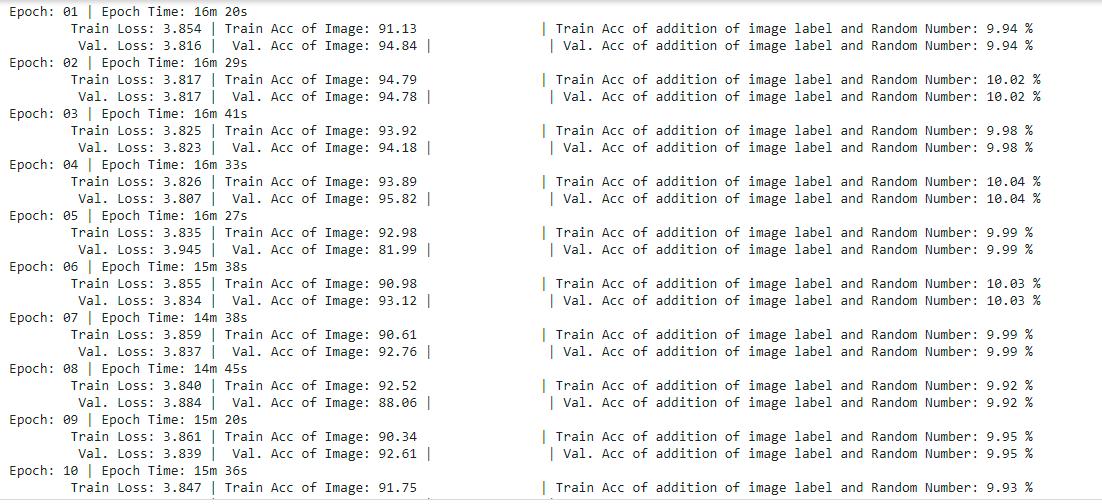 Epoch: 01 | Epoch Time: 16m 20s
Train Loss: 3.854 | Train Acc of Image: 91.13 | Train Acc of addition of image label and Random Number: 9.94 %
Val. Loss: 3.816 | Val. Acc of Image: 94.84 | | Val. Acc of addition of image label and Random Number: 9.94 %
Epoch: 02 | Epoch Time: 16m 29s
Train Loss: 3.817 | Train Acc of Image: 94.79 | Train Acc of addition of image label and Random Number: 10.02 %
Val. Loss: 3.817 | Val. Acc of Image: 94.78 | | Val. Acc of addition of image label and Random Number: 10.02 %
Epoch: 03 | Epoch Time: 16m 41s
Train Loss: 3.825 | Train Acc of Image: 93.92 | Train Acc of addition of image label and Random Number: 9.98 %
Val. Loss: 3.823 | Val. Acc of Image: 94.18 | | Val. Acc of addition of image label and Random Number: 9.98 %
Epoch: 04 | Epoch Time: 16m 33s
Train Loss: 3.826 | Train Acc of Image: 93.89 | Train Acc of addition of image label and Random Number: 10.04 %
Val. Loss: 3.807 | Val. Acc of Image: 95.82 | | Val. Acc of addition of image label and Random Number: 10.04 %
Epoch: 05 | Epoch Time: 16m 27s
Train Loss: 3.835 | Train Acc of Image: 92.98 | Train Acc of addition of image label and Random Number: 9.99 %
Val. Loss: 3.945 | Val. Acc of Image: 81.99 | | Val. Acc of addition of image label and Random Number: 9.99 %
Epoch: 06 | Epoch Time: 15m 38s
Train Loss: 3.855 | Train Acc of Image: 90.98 | Train Acc of addition of image label and Random Number: 10.03 %
Val. Loss: 3.834 | Val. Acc of Image: 93.12 | | Val. Acc of addition of image label and Random Number: 10.03 %
Epoch: 07 | Epoch Time: 14m 38s
Train Loss: 3.859 | Train Acc of Image: 90.61 | Train Acc of addition of image label and Random Number: 9.99 %
Val. Loss: 3.837 | Val. Acc of Image: 92.76 | | Val. Acc of addition of image label and Random Number: 9.99 %
Epoch: 08 | Epoch Time: 14m 45s
Train Loss: 3.840 | Train Acc of Image: 92.52 | Train Acc of addition of image label and Random Number: 9.92 %
Val. Loss: 3.884 | Val. Acc of Image: 88.06 | | Val. Acc of addition of image label and Random Number: 9.92 %
Epoch: 09 | Epoch Time: 15m 20s
Train Loss: 3.861 | Train Acc of Image: 90.34 | Train Acc of addition of image label and Random Number: 9.95 %
Val. Loss: 3.839 | Val. Acc of Image: 92.61 | | Val. Acc of addition of image label and Random Number: 9.95 %
Epoch: 10 | Epoch Time: 15m 36s
Train Loss: 3.847 | Train Acc of Image: 91.75 | Train Acc of addition of image label and Random Number: 9.93 %